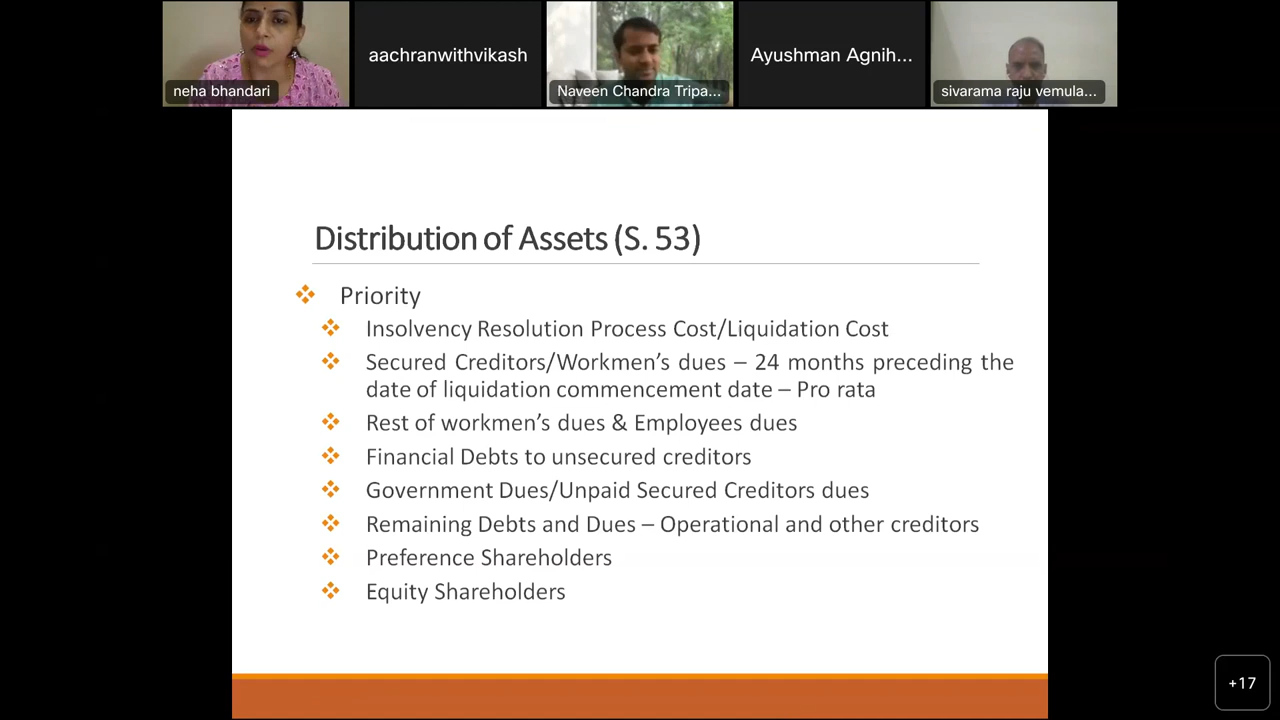 neha bhandari
aachranwithvikash
Naveen Chandra Tripa...
Ayushman Agnih...
sivarama raju vemula...
Distribution of Assets (S. 53)
Priority
Insolvency Resolution Process Cost/Liquidation Cost
Secured Creditors/Workmen’s dues – 24 months preceding the
date of liquidation commencement date – Pro rata
Rest of workmen’s dues & Employees dues
Financial Debts to unsecured creditors
Government Dues/Unpaid Secured Creditors dues
Remaining Debts and Dues – Operational and other creditors
Preference Shareholders
Equity Shareholders
+17